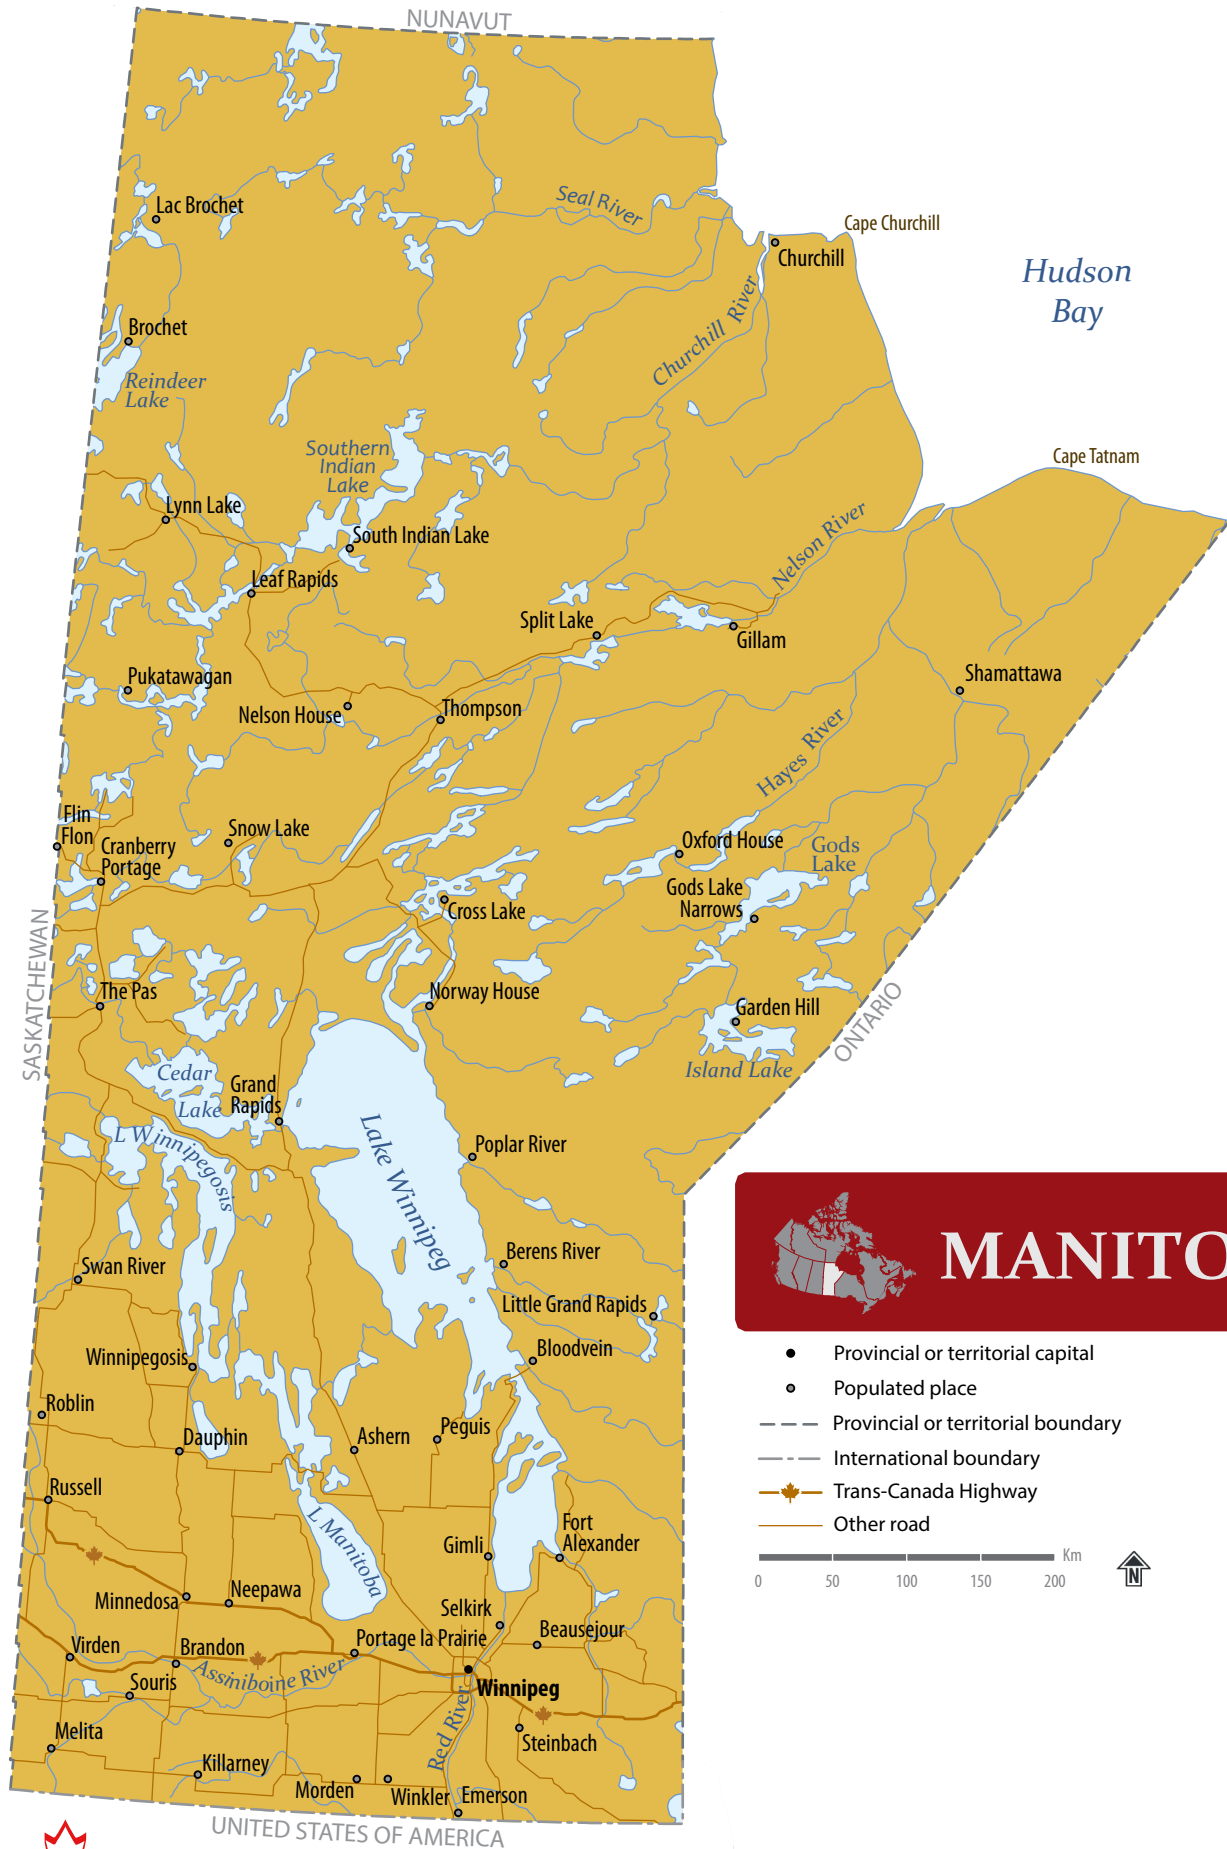 NUNAVUT
Seal River
Lac Brochet
Cape Churchill
Churchill
Hudson
Bay
Churchill River
Brochet
Reindeer
Lake
Southern
Indian
Lake
Cape Tatnam
Lynn Lake
South Indian Lake
Nelson River
Leaf Rapids
Split Lake
Gillam
Pukatawagan
Shamattawa
Nelson House
Thompson
Hayes River
Flin
Flon
Snow Lake
Cranberry
Portage
Oxford House
Gods
Lake
Gods Lake
Narrows
Cross Lake
SASKATCHEWAN
The Pas
Norway House
Garden Hill
ONTARIO
Island Lake
Cedar
Lake
Grand
Rapids
L Winnipegosis
Lake Winnipeg
Poplar River
MANITO
Berens River
Swan River
Little Grand Rapids
Bloodvein
Winnipegosis
Provincial or territorial capital
Populated place
Provincial or territorial boundary
International boundary
Trans-Canada Highway
Other road
Km
0 50 100 150 200
N
Roblin
Dauphin
Ashern
Peguis
Russell
L Manitoba
Gimli
Fort
Alexander
Minnedosa
Neepawa
Selkirk
Beausejour
Virden
Brandon
Portage la Prairie
Assiniboine River
Souris
Winnipeg
Red River
Melita
Steinbach
Killarney
Morden
Winkler
Emerson
UNITED STATES OF AMERICA